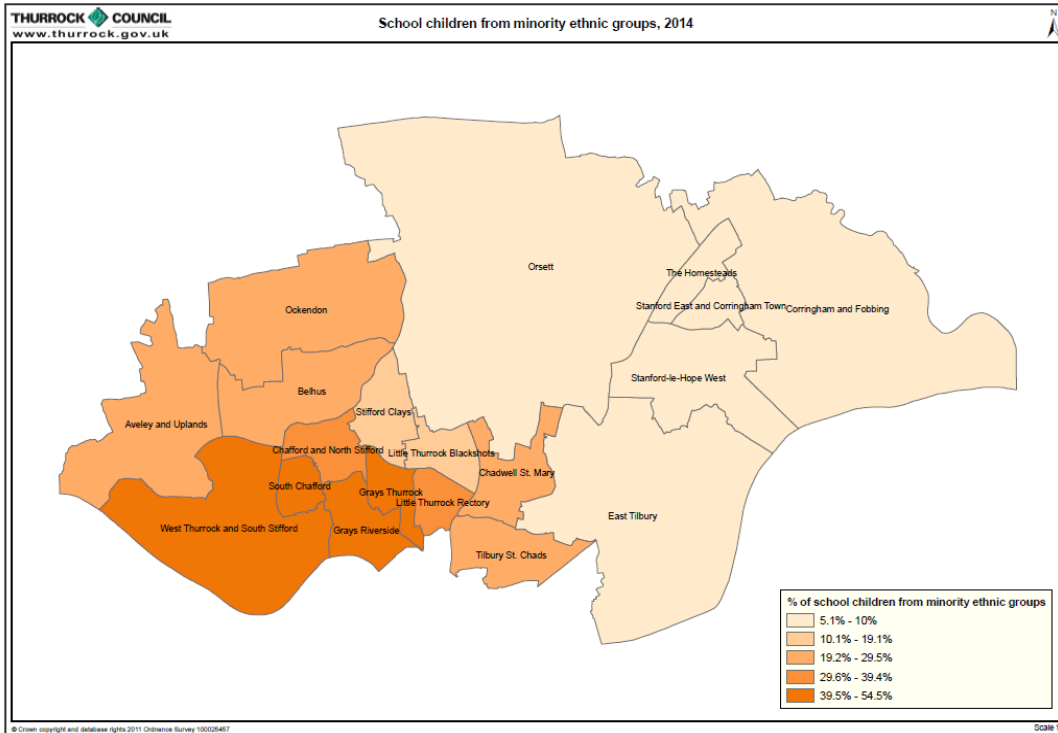 THURROCK COUNCIL
www.thurrock.gov.uk
School children from minority ethnic groups, 2014
N
Orsett
The Homesteads
Stanford East and Corringham Town
Corringham and Fobbing
Ockendon
Stanford-le-Hope West
Belhus
Stifford Clays
Aveley and Uplands
Chafford and North Stifford
Little Thurrock Blackshots
Chadwell St. Mary
South Chafford
Grays Thurrock
Little Thurrock Rectory
East Tilbury
West Thurrock and South Stifford
Grays Riverside
Tilbury St. Chads
% of school children from minority ethnic groups
5.1% - 10%
10.1% - 19.1%
19.2% - 29.5%
29.6% - 39.4%
39.5% - 54.5%
© Crown copyright and database rights 2011 Ordnance Survey 100025457
Scale 1